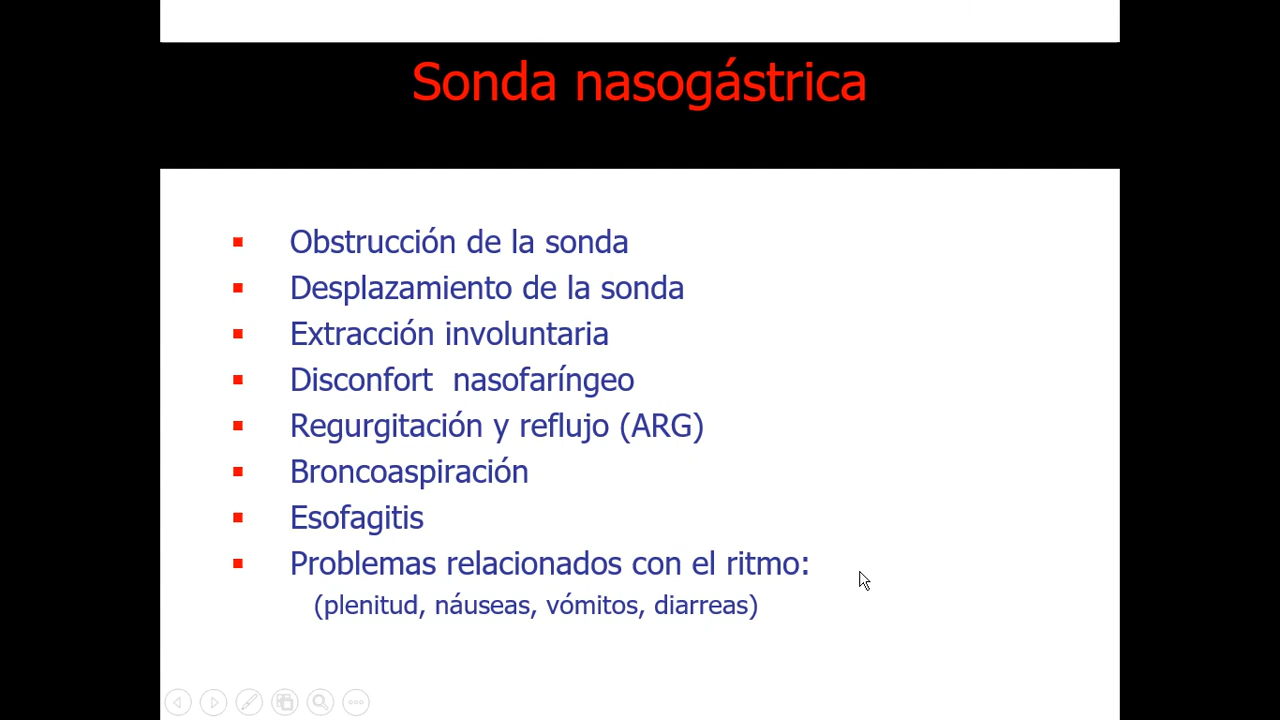 Sonda nasogástrica
Obstrucción de la sonda
Desplazamiento de la sonda
Extracción involuntaria
Disconfort nasofaríngeo
Regurgitación y reflujo (ARG)
Broncoaspiración
Esofagitis
Problemas relacionados con el ritmo:
(plenitud, náuseas, vómitos, diarreas)